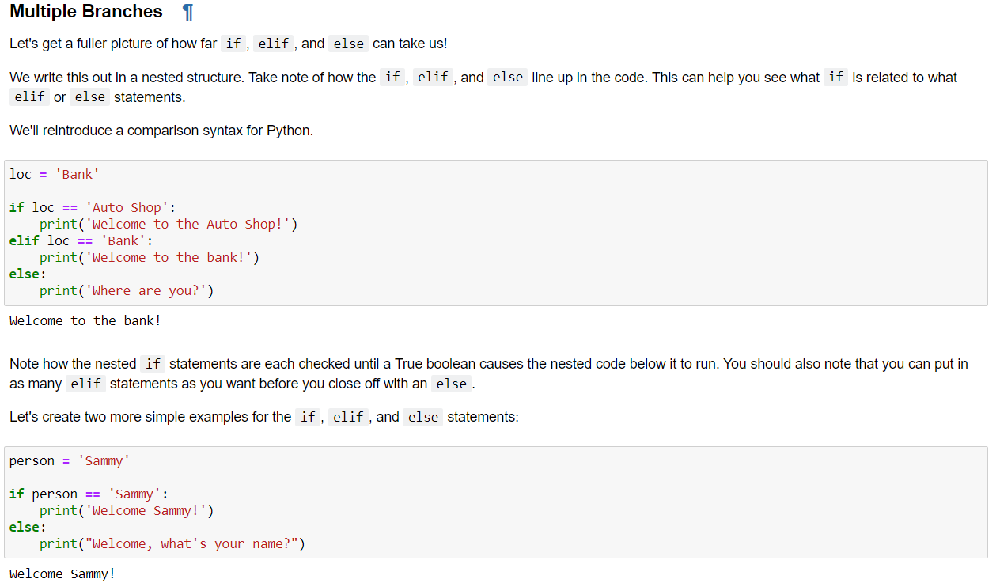 Multiple Branches ¶
Let's get a fuller picture of how far if, elif, and else can take us!
We write this out in a nested structure. Take note of how the if, elif, and else line up in the code. This can help you see what if is related to what
elif or else statements.
We'll reintroduce a comparison syntax for Python.
loc = 'Bank'
if loc == 'Auto Shop':
    print('Welcome to the Auto Shop!')
elif loc == 'Bank':
    print('Welcome to the bank!')
else:
    print('Where are you?')
Welcome to the bank!
Note how the nested if statements are each checked until a True boolean causes the nested code below it to run. You should also note that you can put in
as many elif statements as you want before you close off with an else.
Let's create two more simple examples for the if, elif, and else statements:
person = 'Sammy'
if person == 'Sammy':
    print('Welcome Sammy!')
else:
    print("Welcome, what's your name?")
Welcome Sammy!